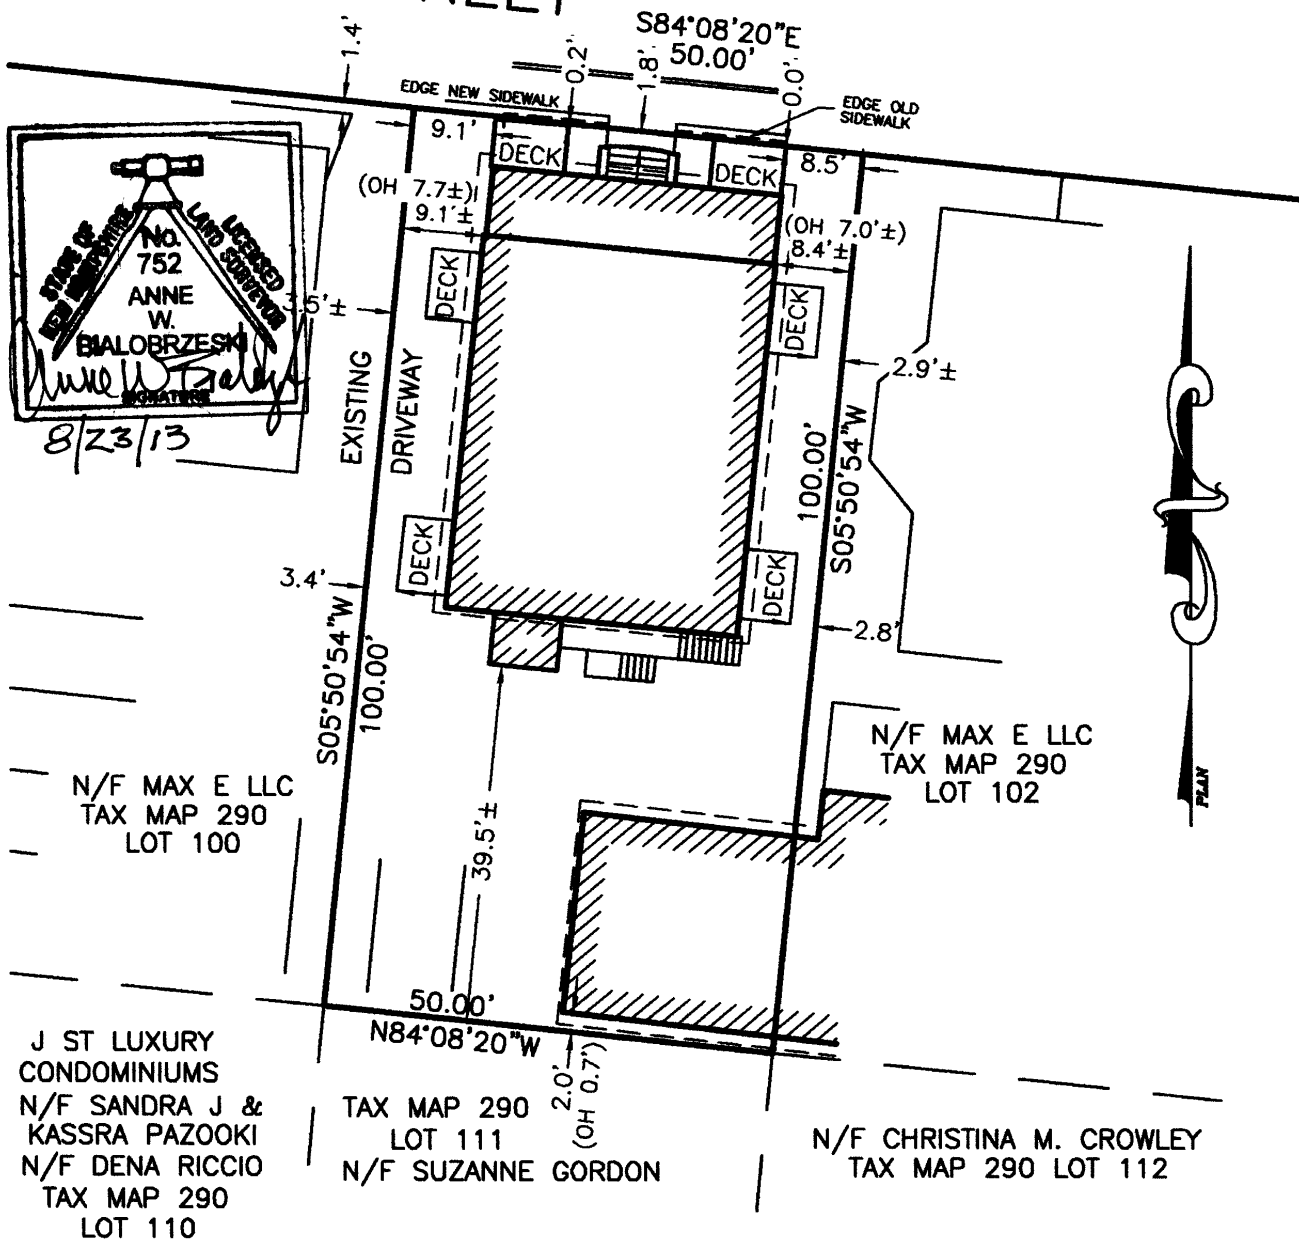 S84°08'20"E
50.00'
1.4'
0.2'
1.8'
0.0'
EDGE NEW SIDEWALK
EDGE OLD
SIDEWALK
9.1'
DECK
DECK
8.5'
(OH 7.7±)
9.1'±
(OH 7.0'±)
8.4'±
STATE OF
NEW HAMPSHIRE
LICENSED
LAND SURVEYOR
No.
752
ANNE
W.
BIALOBRZESKI
SIGNATURE
8/23/13
3.5'±
DECK
DECK
EXISTING
DRIVEWAY
2.9'±
100.00'
S05°50'54"W
DECK
DECK
3.4'
2.8'
S05°50'54"W
100.00'
N/F MAX E LLC
TAX MAP 290
LOT 102
PLAN
N/F MAX E LLC
TAX MAP 290
LOT 100
39.5'±
50.00'
N84°08'20"W
2.0'
(OH 0.7')
J ST LUXURY
CONDOMINIUMS
N/F SANDRA J &
KASSRA PAZOOKI
N/F DENA RICCIO
TAX MAP 290
LOT 110
TAX MAP 290
LOT 111
N/F SUZANNE GORDON
N/F CHRISTINA M. CROWLEY
TAX MAP 290 LOT 112